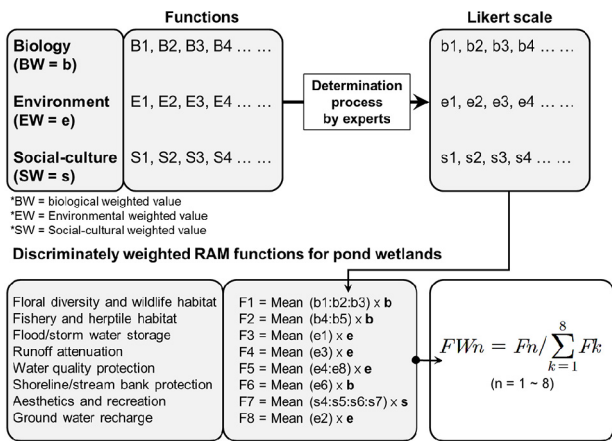 Functions
Likert scale
Biology
(BW = b)
B1, B2, B3, B4 ... ...
b1, b2, b3, b4 ... ...
Environment
(EW = e)
E1, E2, E3, E4 ... ...
Determination
process
by experts
e1, e2, e3, e4 ... ...
Social-culture
(SW = s)
S1, S2, S3, S4 ... ...
s1, s2, s3, s4 ... ...
*BW = biological weighted value
*EW = Environmental weighted value
*SW = Social-cultural weighted value
Discriminately weighted RAM functions for pond wetlands
Floral diversity and wildlife habitat
Fishery and herptile habitat
Flood/storm water storage
Runoff attenuation
Water quality protection
Shoreline/stream bank protection
Aesthetics and recreation
Ground water recharge
F1 = Mean (b1:b2:b3) x b
F2 = Mean (b4:b5) x b
F3 = Mean (e1) x e
F4 = Mean (e3) x e
F5 = Mean (e4:e8) x e
F6 = Mean (e6) x b
F7 = Mean (s4:s5:s6:s7) x s
F8 = Mean (e2) x e
FWn = Fn/∑_{k=1}^{8} Fk
(n = 1 ~ 8)